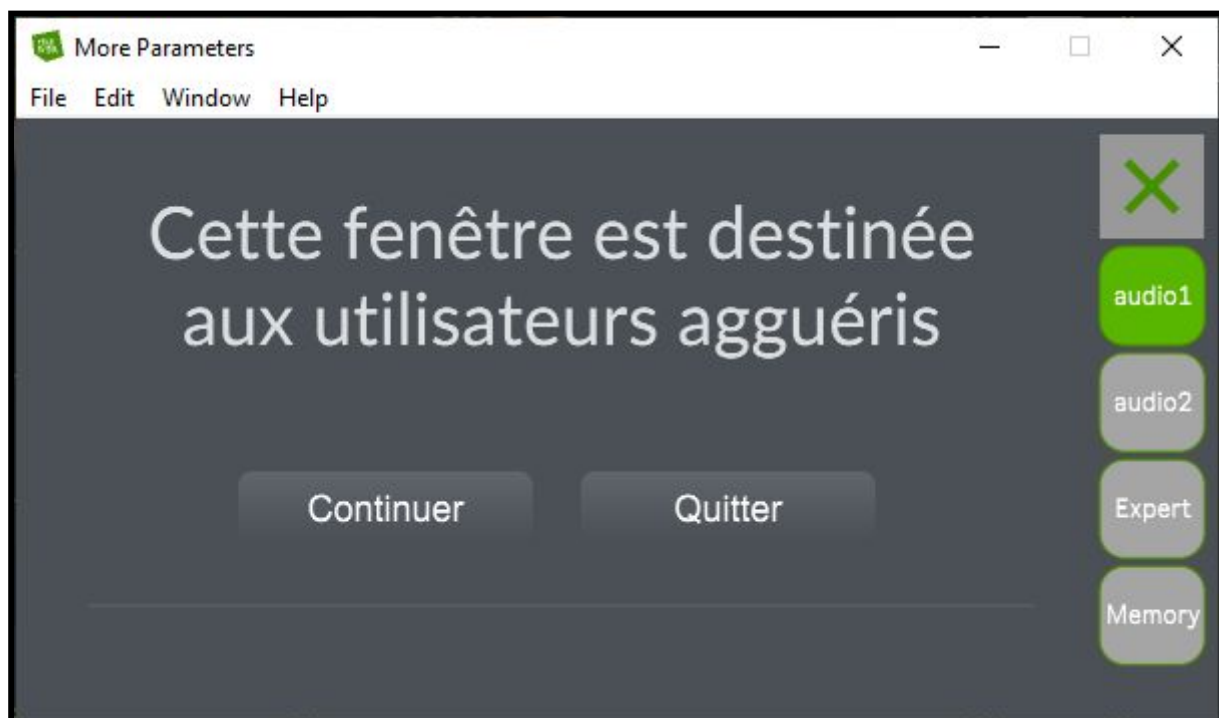 More Parameters
File Edit Window Help
Cette fenêtre est destinée
aux utilisateurs agguéris
Continuer Quitter
audio1
audio2
Expert
Memory